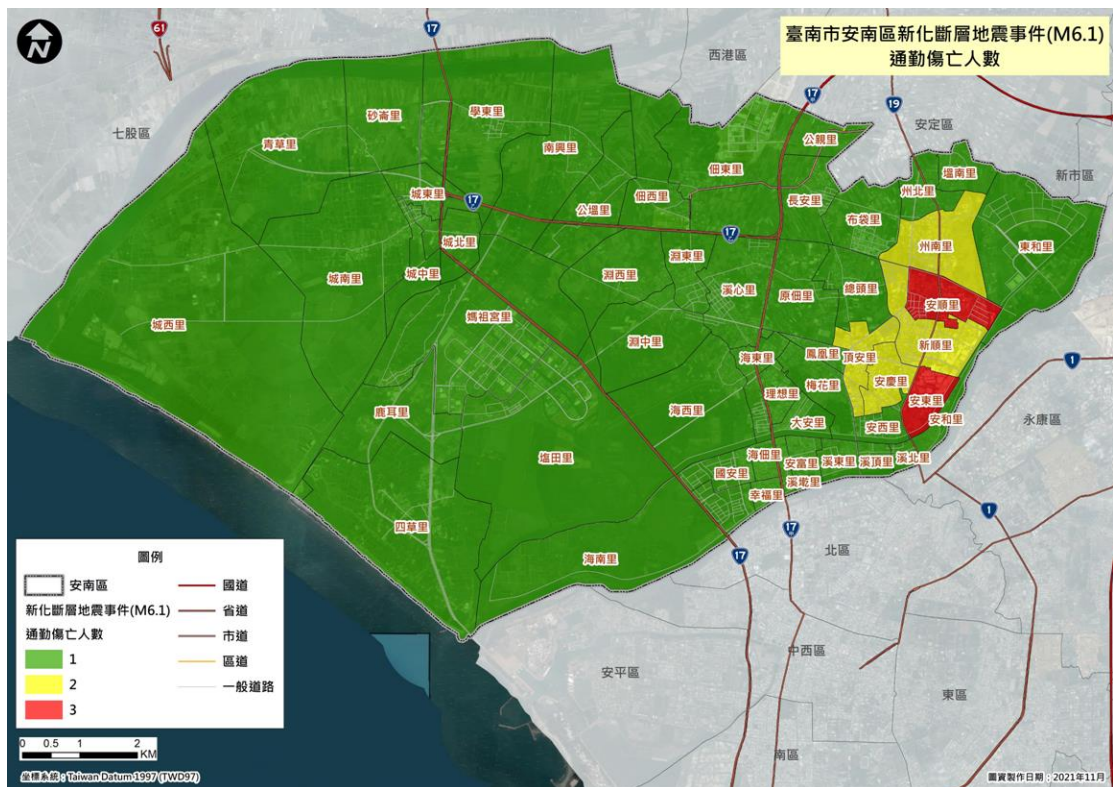 臺南市安南區新化斷層地震事件(M6.1)
通勤傷亡人數
N
61
17
西港區
17
19
安定區
七股區
砂崙里
學東里
公親里
青草里
南興里
塭南里
新市區
佃東里
城東里
佃西里
長安里
州北里
17
公塭里
布袋里
17
州南里
東和里
城北里
淵東里
城中里
淵西里
城南里
溪心里
原佃里
總頭里
安順里
媽祖宮里
城西里
淵中里
新順里
海東里
鳳凰里
頂安里
1
梅花里
安慶里
理想里
安東里
鹿耳里
海西里
大安里
安和里
永康區
安西里
塩田里
海佃里
安富里
溪東里
溪頂里
溪北里
國安里
溪墘里
幸福里
四草里
17
1
海南里
17
北區
圖例
安南區
新化斷層地震事件(M6.1)
通勤傷亡人數
1
2
3
國道
省道
市道
區道
一般道路
中西區
安平區
東區
南區
0 0.5 1 2
KM
坐標系統：Taiwan Datum-1997 (TWD97)
圖資製作日期：2021年11月